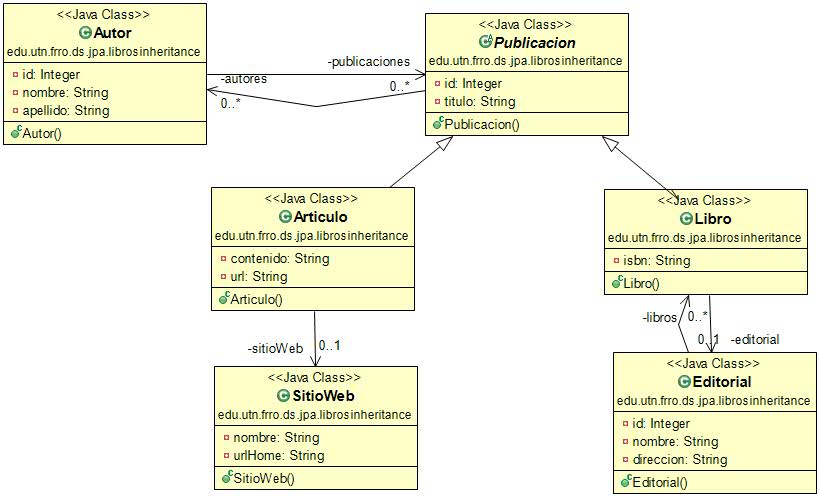 <<Java Class>>
Autor
edu.utn.frro.ds.jpa.librosinheritance
id: Integer
nombre: String
apellido: String
Autor()
-publicaciones
0..*
-autores
0..*
<<Java Class>>
Publicacion
edu.utn.frro.ds.jpa.librosinheritance
id: Integer
titulo: String
Publicacion()
<<Java Class>>
Articulo
edu.utn.frro.ds.jpa.librosinheritance
contenido: String
url: String
Articulo()
<<Java Class>>
Libro
edu.utn.frro.ds.jpa.librosinheritance
isbn: String
Libro()
-sitioWeb
0..1
-libros
0..*
0..1
-editorial
<<Java Class>>
SitioWeb
edu.utn.frro.ds.jpa.librosinheritance
nombre: String
urlHome: String
SitioWeb()
<<Java Class>>
Editorial
edu.utn.frro.ds.jpa.librosinheritance
id: Integer
nombre: String
direccion: String
Editorial()